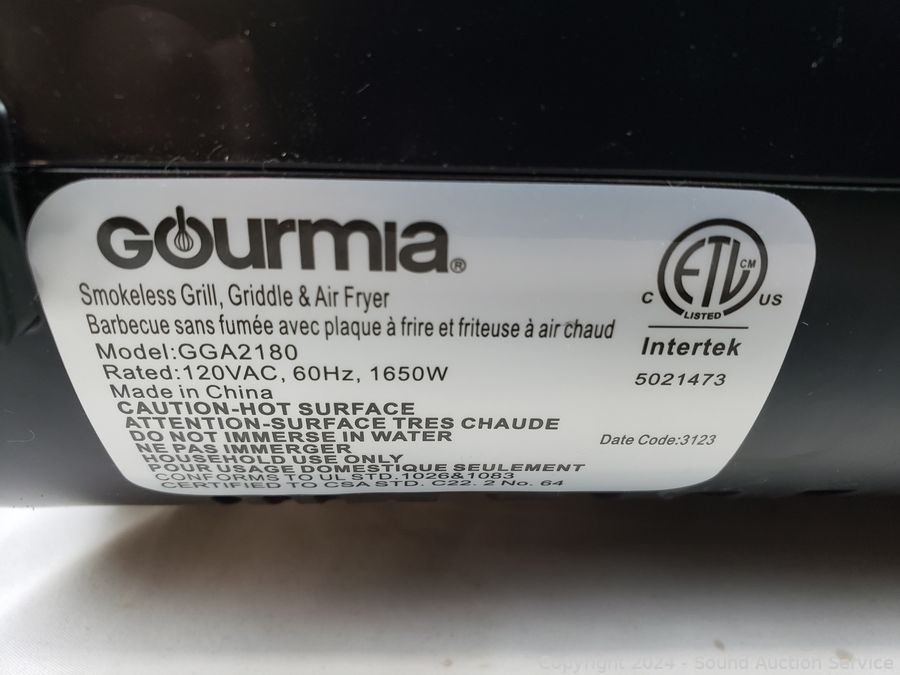 Gourmia®
Smokeless Grill, Griddle & Air Fryer
Barbecue sans fumée avec plaque à frire et friteuse à air chaud
Model:GGA2180
Rated:120VAC, 60Hz, 1650W
Made in China
CAUTION-HOT SURFACE
ATTENTION-SURFACE TRES CHAUDE
DO NOT IMMERSE IN WATER
NE PAS IMMERGER
HOUSEHOLD USE ONLY
POUR USAGE DOMESTIQUE SEULEMENT
CONFORMS TO UL STD.1026&1083
CERTIFIED TO CSA STD. C22. 2 No. 64
ETL CM
LISTED
C US
Intertek
5021473
Date Code:3123
Copyright 2024 - Sound Auction Service